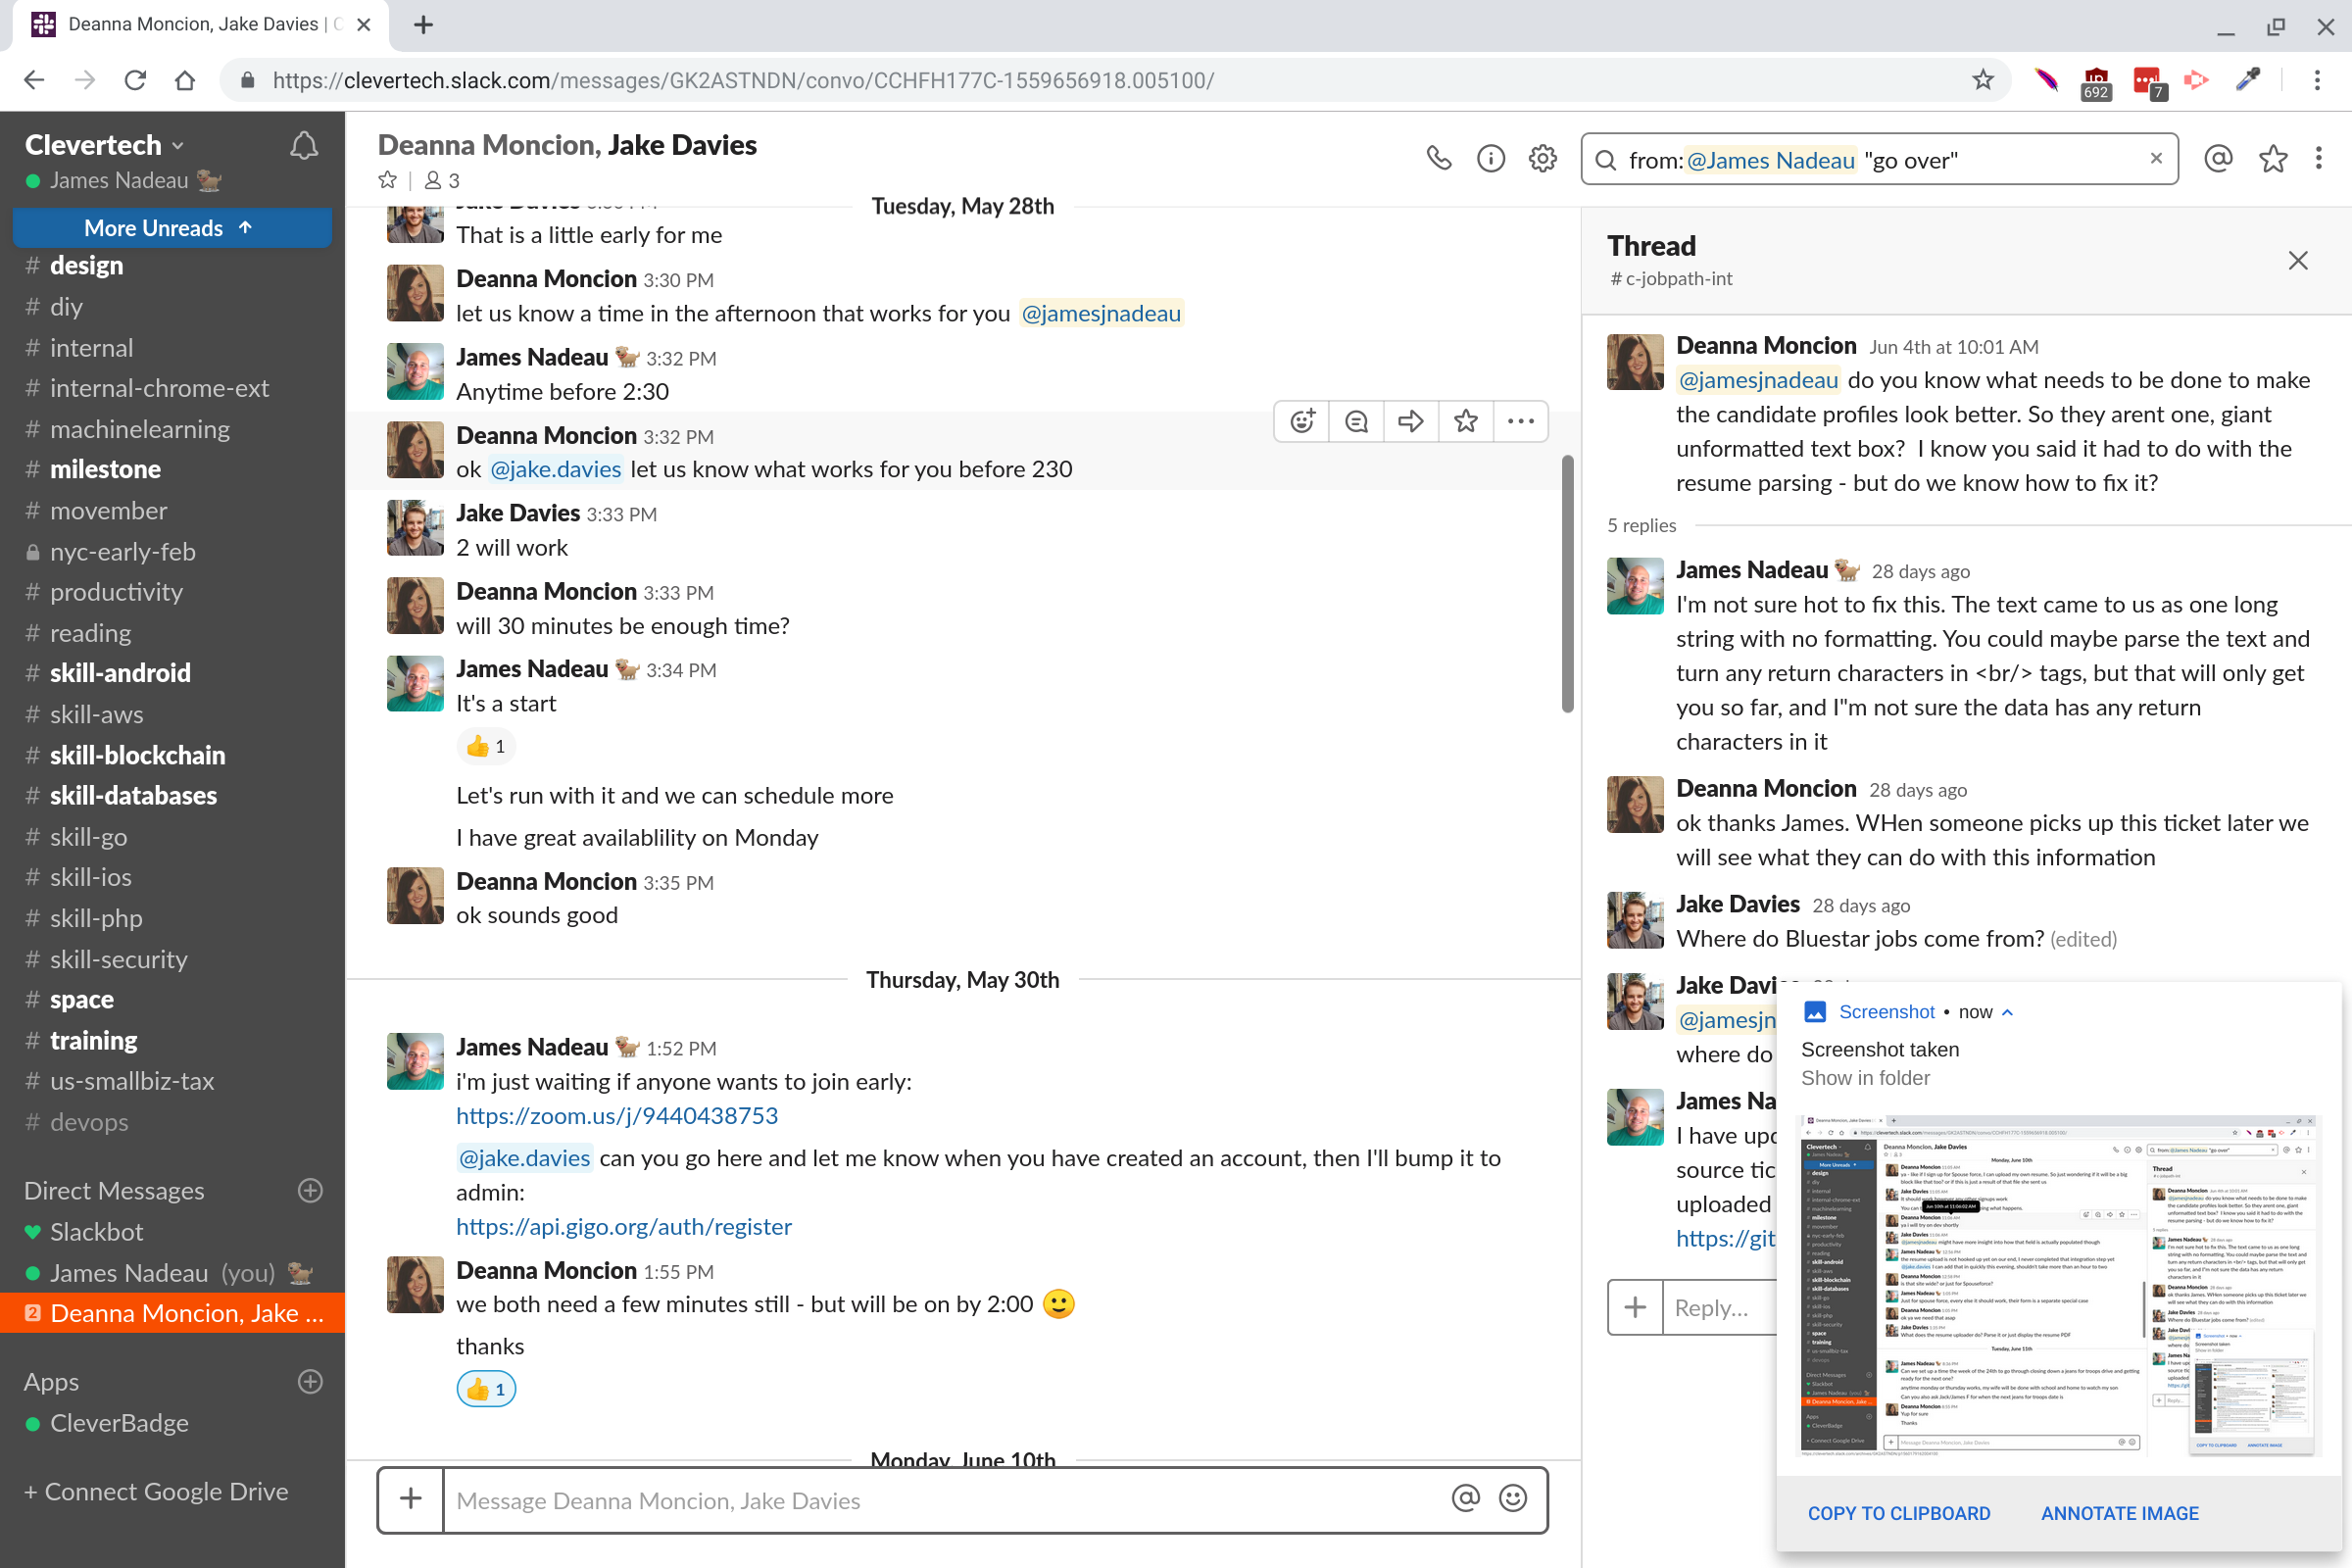 Deanna Moncion, Jake Davies |
https://clevertech.slack.com/messages/GK2ASTNDN/convo/CCHFH177C-1559656918.005100/
692
7
Clevertech
James Nadeau
More Unreads ↑
# design
# diy
# internal
# internal-chrome-ext
# machinelearning
# milestone
# movember
nyc-early-feb
# productivity
# reading
# skill-android
# skill-aws
# skill-blockchain
# skill-databases
# skill-go
# skill-ios
# skill-php
# skill-security
# space
# training
# us-smallbiz-tax
# devops
Direct Messages
Slackbot
James Nadeau (you)
2 Deanna Moncion, Jake ...
Apps
CleverBadge
+ Connect Google Drive
Deanna Moncion, Jake Davies
3
Tuesday, May 28th
Jake Davies
That is a little early for me
Deanna Moncion 3:30 PM
let us know a time in the afternoon that works for you @jamesjnadeau
James Nadeau 3:32 PM
Anytime before 2:30
Deanna Moncion 3:32 PM
ok @jake.davies let us know what works for you before 230
Jake Davies 3:33 PM
2 will work
Deanna Moncion 3:33 PM
will 30 minutes be enough time?
James Nadeau 3:34 PM
It's a start
1
Let's run with it and we can schedule more
I have great availablility on Monday
Deanna Moncion 3:35 PM
ok sounds good
Thursday, May 30th
James Nadeau 1:52 PM
i'm just waiting if anyone wants to join early:
https://zoom.us/j/9440438753
@jake.davies can you go here and let me know when you have created an account, then I'll bump it to
admin:
https://api.gigo.org/auth/register
Deanna Moncion 1:55 PM
we both need a few minutes still - but will be on by 2:00
thanks
1
Monday, June 10th
Message Deanna Moncion, Jake Davies
from:@James Nadeau "go over"
Thread
# c-jobpath-int
Deanna Moncion Jun 4th at 10:01 AM
@jamesjnadeau do you know what needs to be done to make
the candidate profiles look better. So they arent one, giant
unformatted text box?  I know you said it had to do with the
resume parsing - but do we know how to fix it?
5 replies
James Nadeau 28 days ago
I'm not sure hot to fix this. The text came to us as one long
string with no formatting. You could maybe parse the text and
turn any return characters in <br/> tags, but that will only get
you so far, and I"m not sure the data has any return
characters in it
Deanna Moncion 28 days ago
ok thanks James. WHen someone picks up this ticket later we
will see what they can do with this information
Jake Davies 28 days ago
Where do Bluestar jobs come from? (edited)
Jake Davi
@jamesjn
where do
James Na
I have upd
source tic
uploaded
https://git
Reply...
Screenshot • now
Screenshot taken
Show in folder
COPY TO CLIPBOARD
ANNOTATE IMAGE